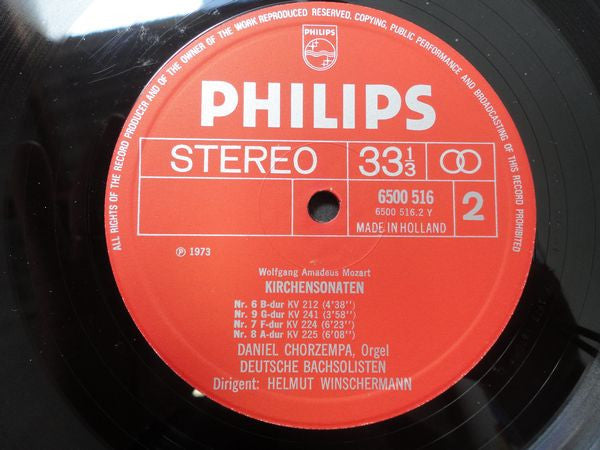 ALL RIGHTS OF THE RECORD PRODUCER AND OF THE OWNER OF THE WORK REPRODUCED RESERVED. COPYING, PUBLIC PERFORMANCE AND BROADCASTING OF THIS RECORD PROHIBITED
PHILIPS
PHILIPS
STEREO 33 1/3
6500 516
6500 516.2 Y
MADE IN HOLLAND
2
℗ 1973
Wolfgang Amadeus Mozart
KIRCHENSONATEN
Nr. 6 B-dur KV 212 (4'38'')
Nr. 9 G-dur KV 241 (3'58'')
Nr. 7 F-dur KV 224 (6'23'')
Nr. 8 A-dur KV 225 (6'08'')
DANIEL CHORZEMPA, Orgel
DEUTSCHE BACHSOLISTEN
Dirigent: HELMUT WINSCHERMANN